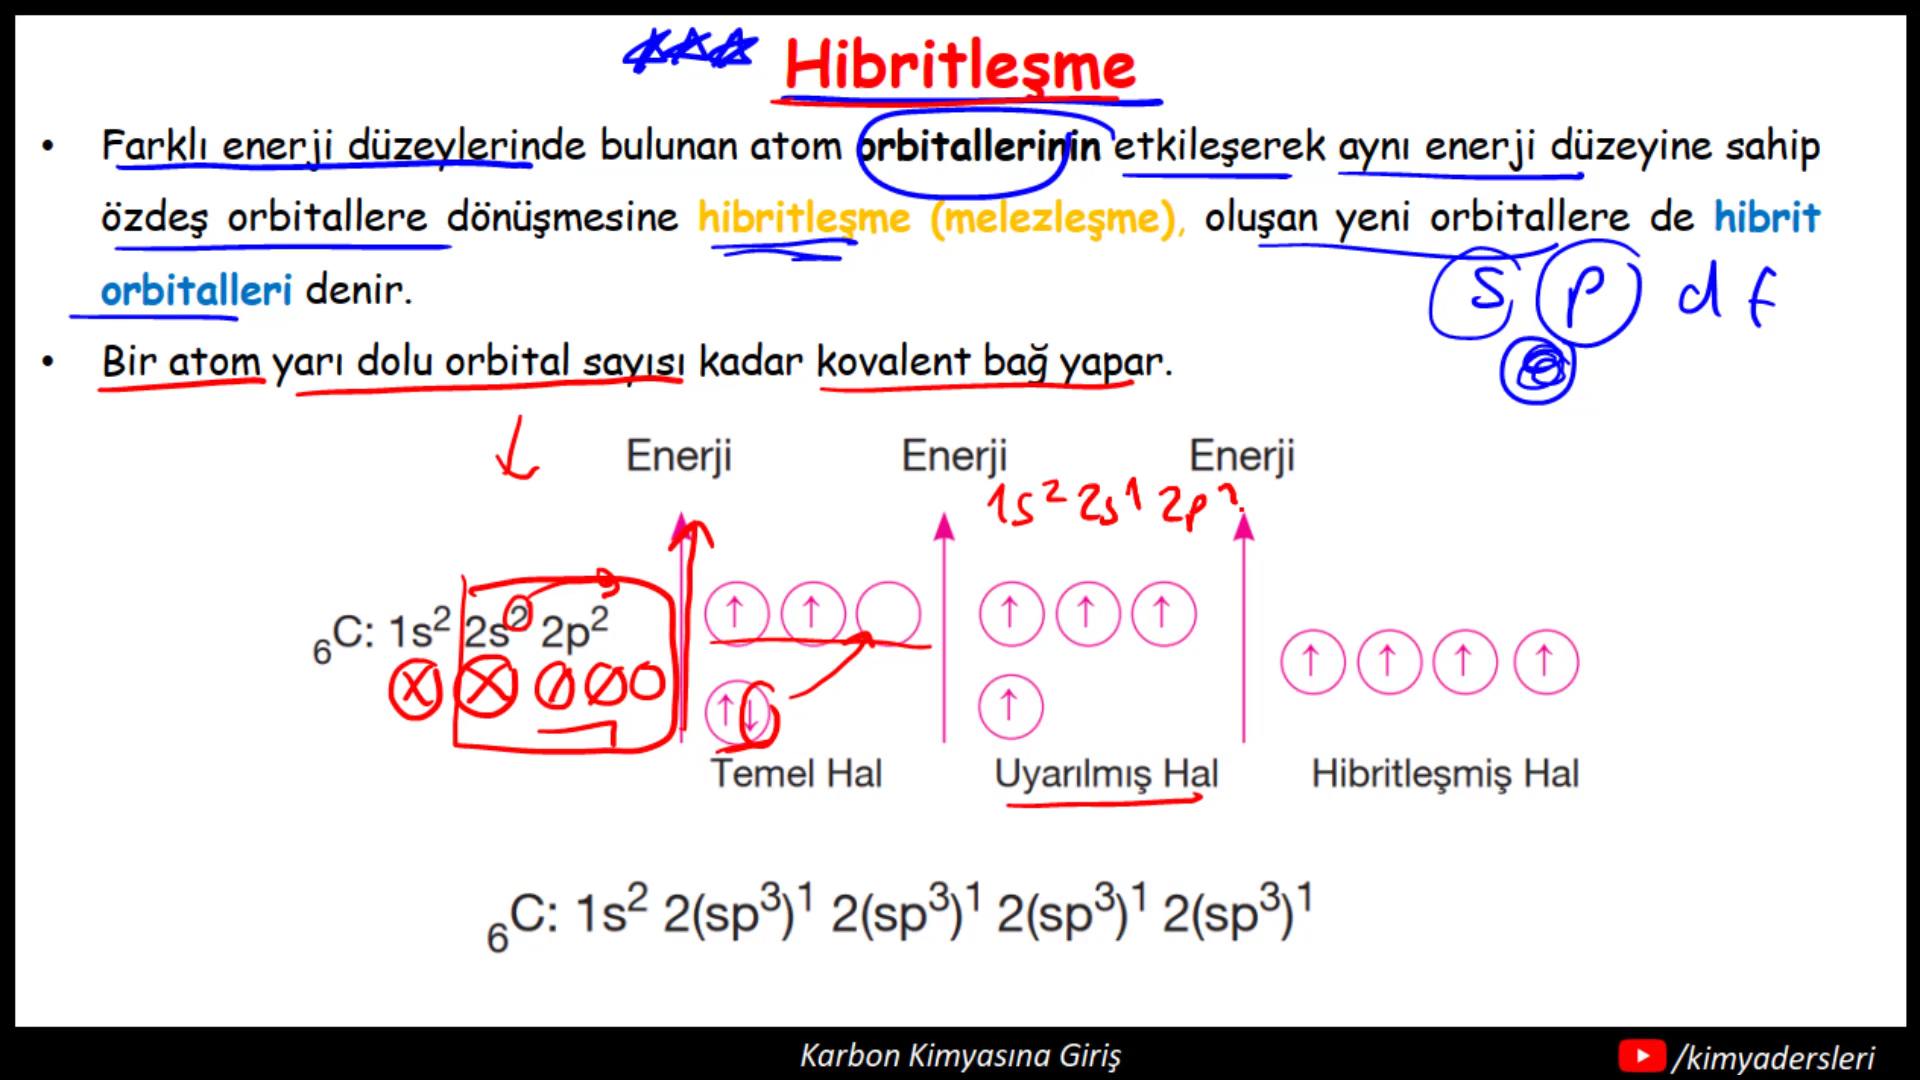 Hibritleşme
• Farklı enerji düzeylerinde bulunan atom orbitallerinin etkileşerek aynı enerji düzeyine sahip
özdeş orbitallere dönüşmesine hibritleşme (melezleşme), oluşan yeni orbitallere de hibrit
orbitalleri denir.
s p d f
• Bir atom yarı dolu orbital sayısı kadar kovalent bağ yapar.
Enerji Enerji Enerji
1s² 2s¹ 2p
₆C: 1s² 2s² 2p²
↑ ↑ ↑ ↑ ↑
↑ ↑ ↑ ↑
↑↓ ↑
Temel Hal Uyarılmış Hal Hibritleşmiş Hal
₆C: 1s² 2(sp³)¹ 2(sp³)¹ 2(sp³)¹ 2(sp³)¹
Karbon Kimyasına Giriş
/kimyadersleri